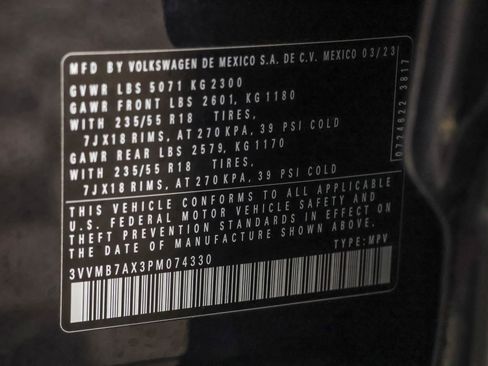 MFD BY VOLKSWAGEN DE MEXICO S.A. DE C.V. MEXICO 03/23
GVWR LBS 5071 KG 2300
GAWR FRONT LBS 2601, KG 1180
WITH 235/55 R18 TIRES,
7JX18 RIMS, AT 270 KPA, 39 PSI COLD
GAWR REAR LBS 2579, KG 1170
WITH 235/55 R18 TIRES,
7JX18 RIMS, AT 270 KPA, 39 PSI COLD
THIS VEHICLE CONFORMS TO ALL APPLICABLE
U.S. FEDERAL MOTOR VEHICLE SAFETY AND
THEFT PREVENTION STANDARDS IN EFFECT ON
THE DATE OF MANUFACTURE SHOWN ABOVE.
3VVMB7AX3PM074330 TYPE: MPV
0724622 3817